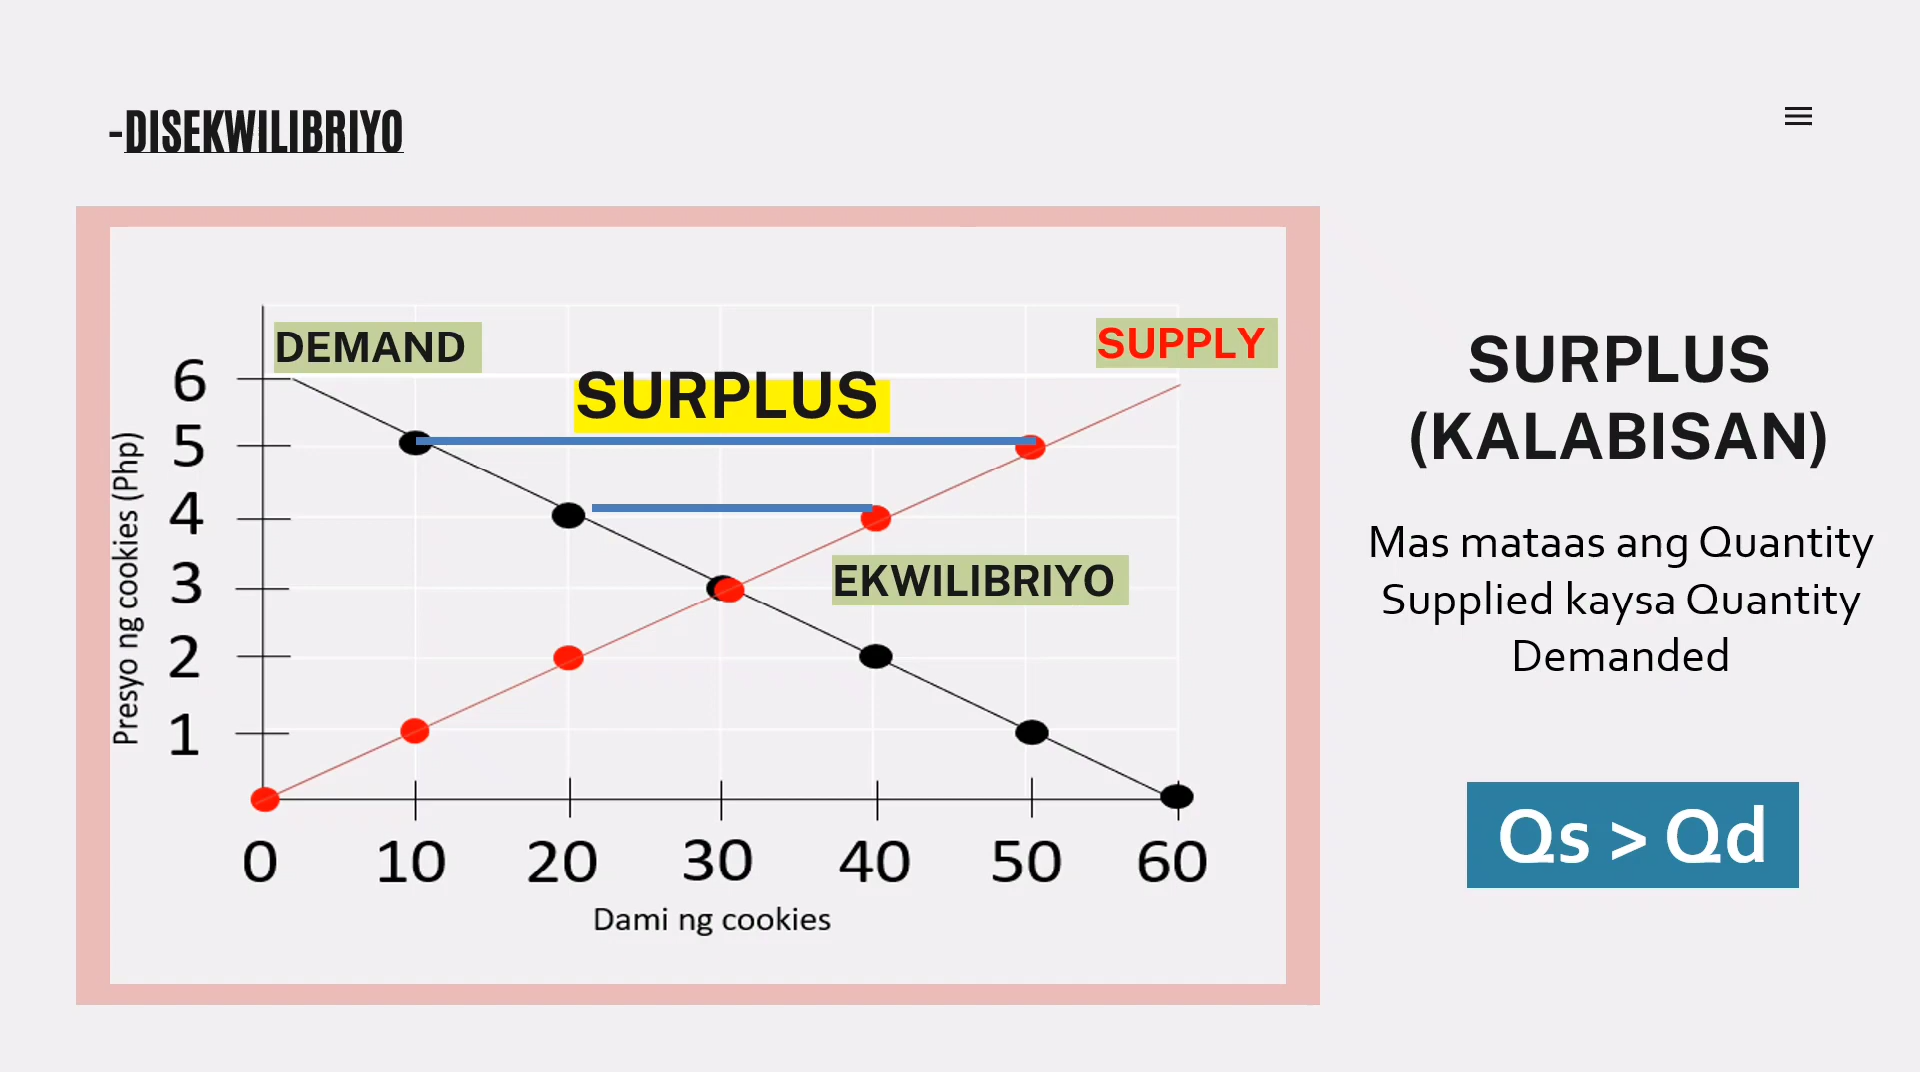 -DISEKWILIBRIYO
DEMAND
SUPPLY
SURPLUS
EKWILIBRIYO
Presyo ng cookies (Php)
6
5
4
3
2
1
0 10 20 30 40 50 60
Dami ng cookies
SURPLUS
(KALABISAN)
Mas mataas ang Quantity
Supplied kaysa Quantity
Demanded
Qs > Qd